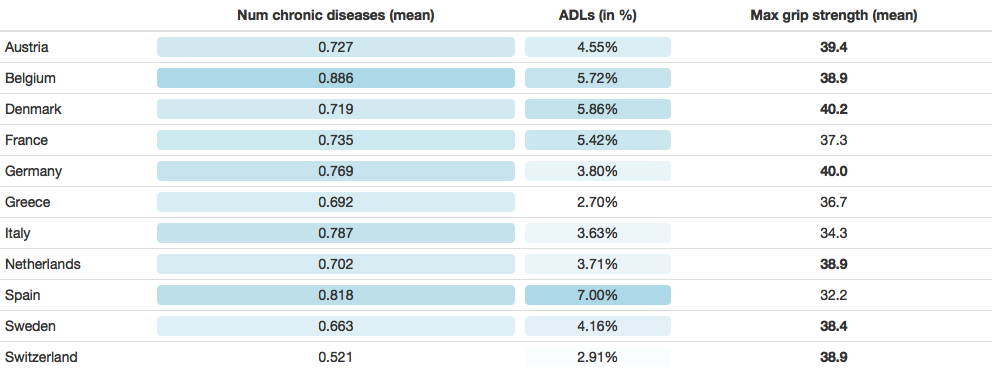 Num chronic diseases (mean) ADLs (in %) Max grip strength (mean)
Austria 0.727 4.55% 39.4
Belgium 0.886 5.72% 38.9
Denmark 0.719 5.86% 40.2
France 0.735 5.42% 37.3
Germany 0.769 3.80% 40.0
Greece 0.692 2.70% 36.7
Italy 0.787 3.63% 34.3
Netherlands 0.702 3.71% 38.9
Spain 0.818 7.00% 32.2
Sweden 0.663 4.16% 38.4
Switzerland 0.521 2.91% 38.9